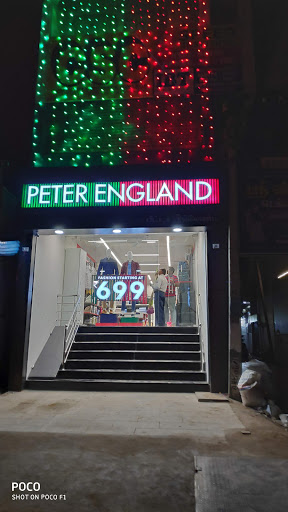 PETER ENGLAND
FASHION STARTING AT
699
POCO
SHOT ON POCO F1